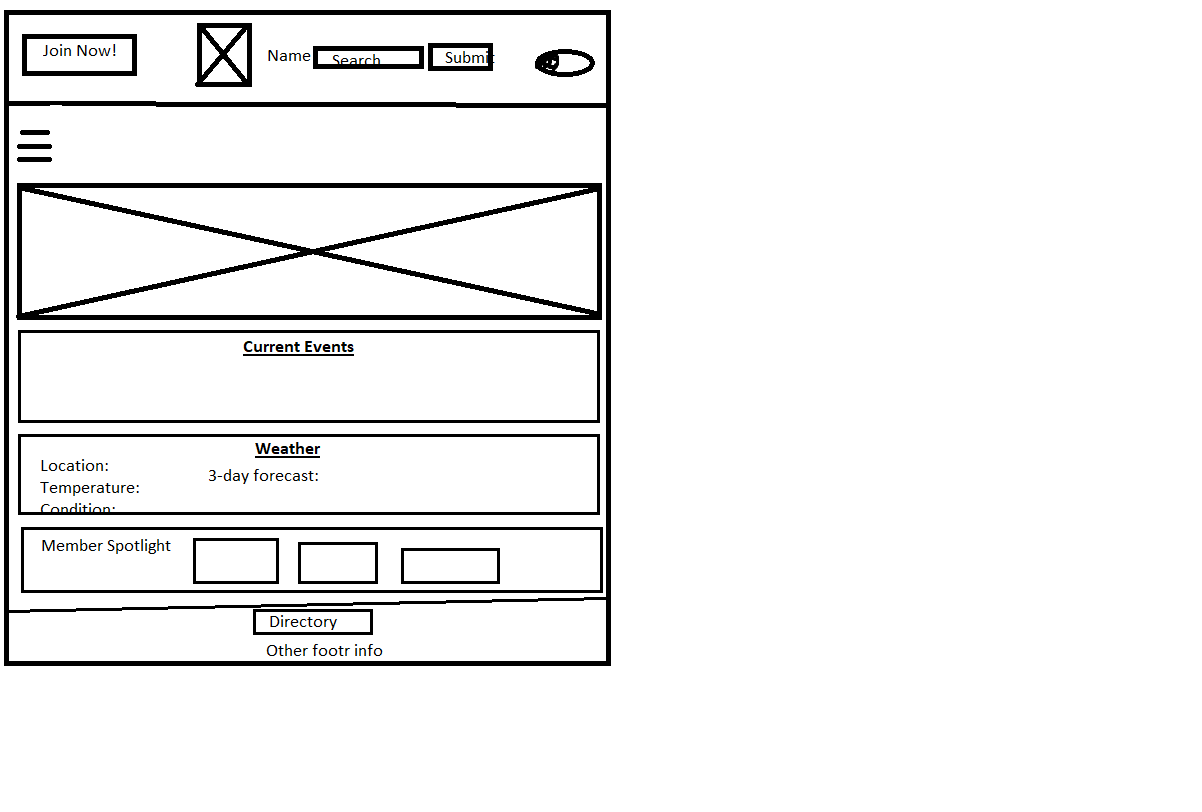 Join Now!
Name
Search
Submit
Current Events
Weather
Location:
3-day forecast:
Temperature:
Condition:
Member Spotlight
Directory
Other footr info